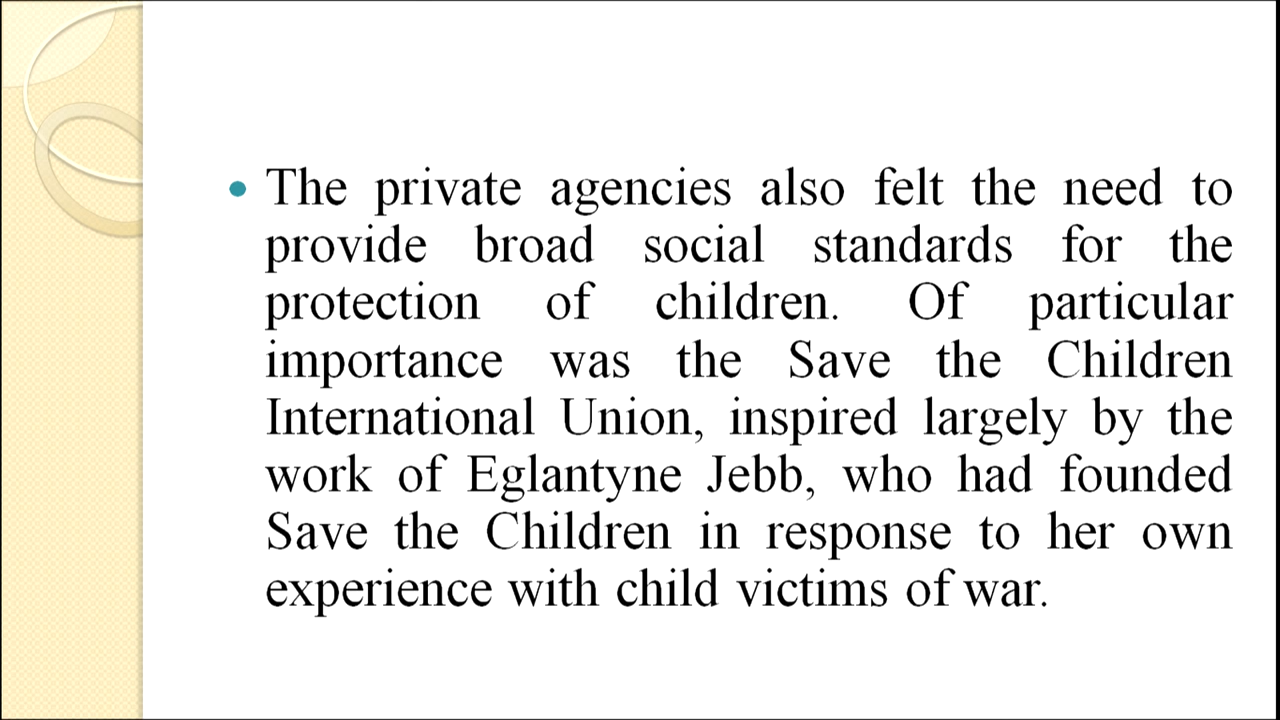 • The private agencies also felt the need to
provide broad social standards for the
protection of children. Of particular
importance was the Save the Children
International Union, inspired largely by the
work of Eglantyne Jebb, who had founded
Save the Children in response to her own
experience with child victims of war.